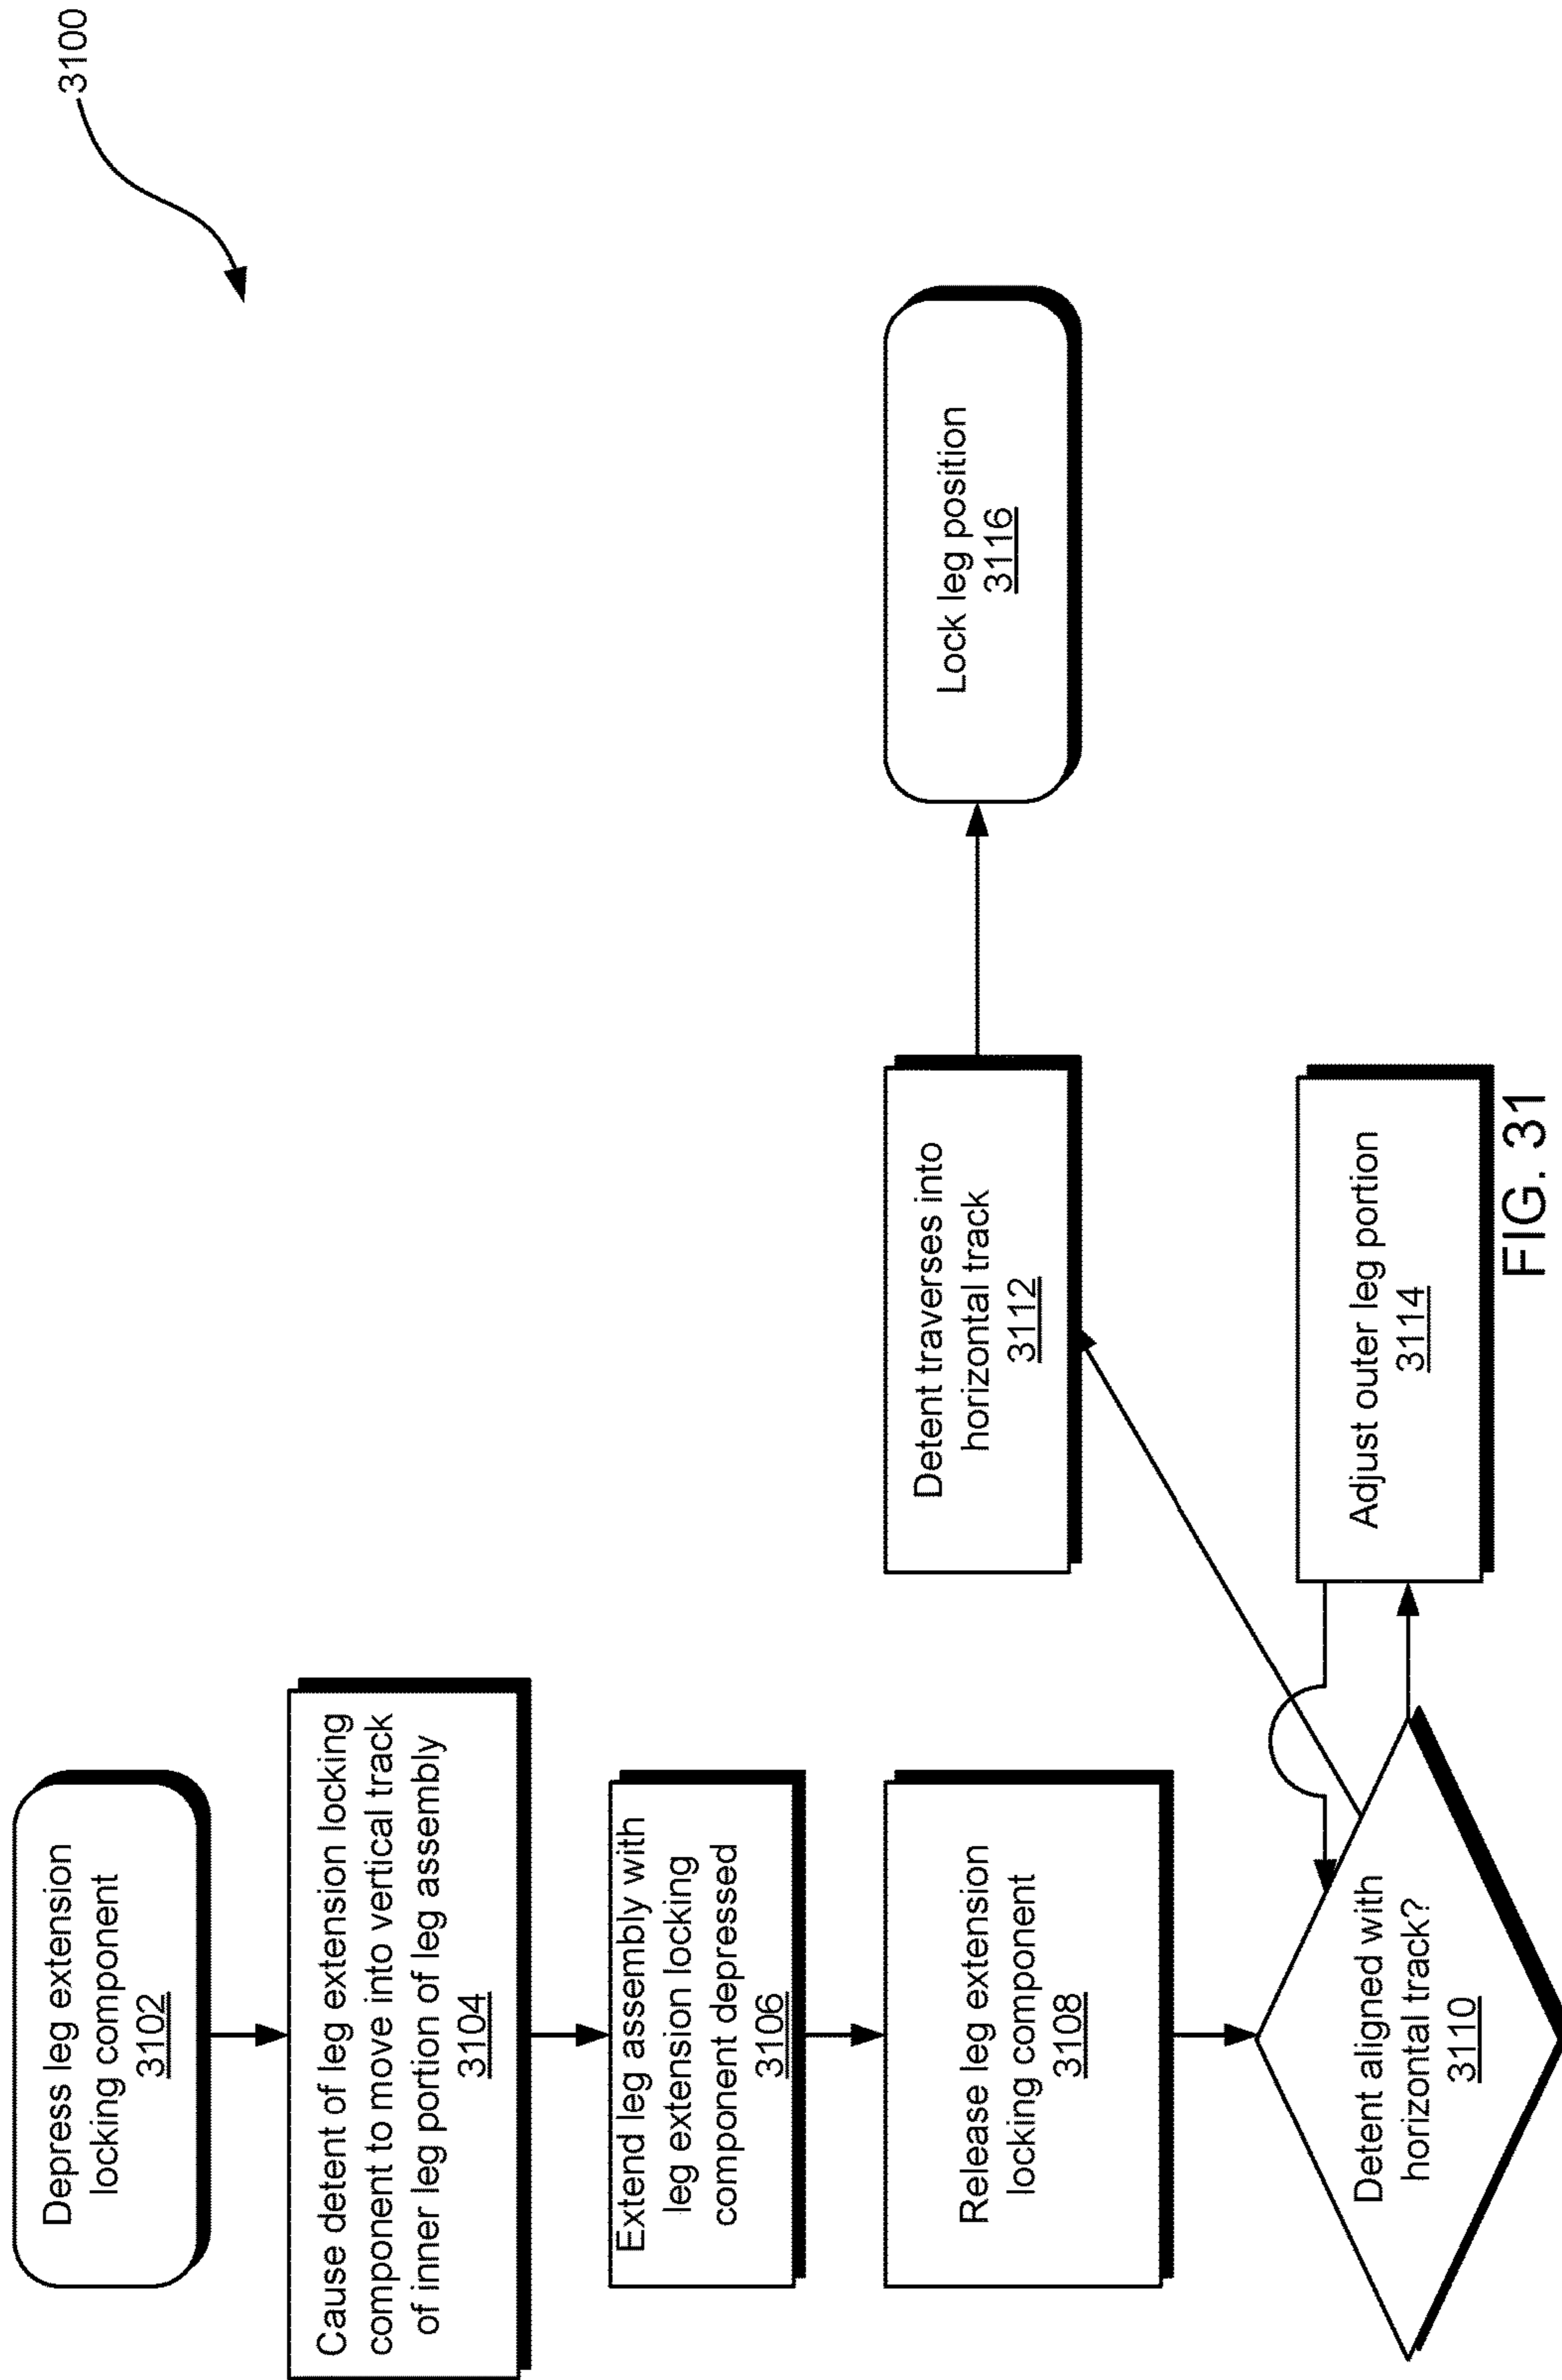 3100
Depress leg extension
locking component
3102
Cause detent of leg extension locking
component to move into vertical track
of inner leg portion of leg assembly
3104
Extend leg assembly with
leg extension locking
component depressed
3106
Release leg extension
locking component
3108
Detent aligned with
horizontal track?
3110
Detent traverses into
horizontal track
3112
Adjust outer leg portion
3114
Lock leg position
3116
FIG. 31